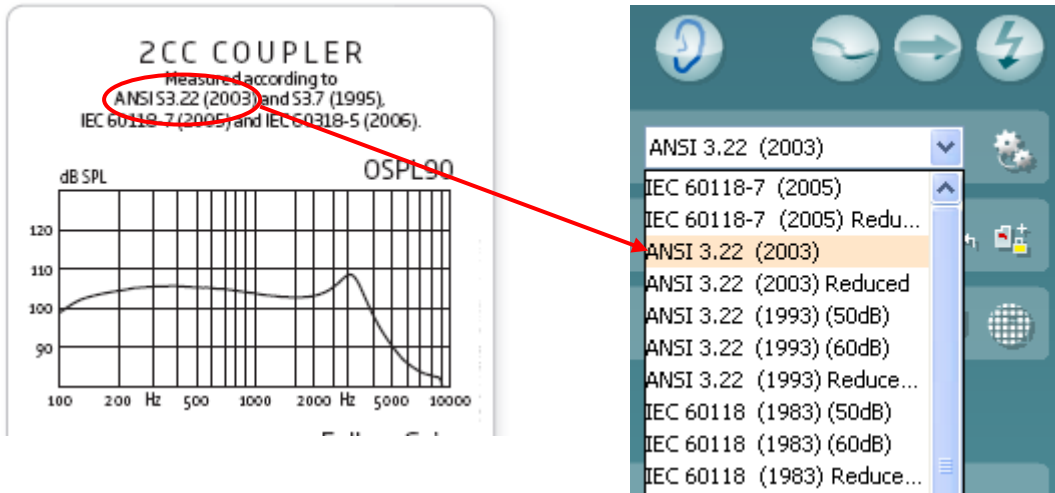 2CC COUPLER
Measured according to
ANSI S3.22 (2003) and S3.7 (1995),
IEC 60118-7 (2005) and IEC 60318-5 (2006).
dB SPL
OSPL90
120
110
100
90
100 200 Hz 500 1000 2000 Hz 5000 10000
ANSI 3.22 (2003)
IEC 60118-7 (2005)
IEC 60118-7 (2005) Redu...
ANSI 3.22 (2003)
ANSI 3.22 (2003) Reduced
ANSI 3.22 (1993) (50dB)
ANSI 3.22 (1993) (60dB)
ANSI 3.22 (1993) Reduce...
IEC 60118 (1983) (50dB)
IEC 60118 (1983) (60dB)
IEC 60118 (1983) Reduce...